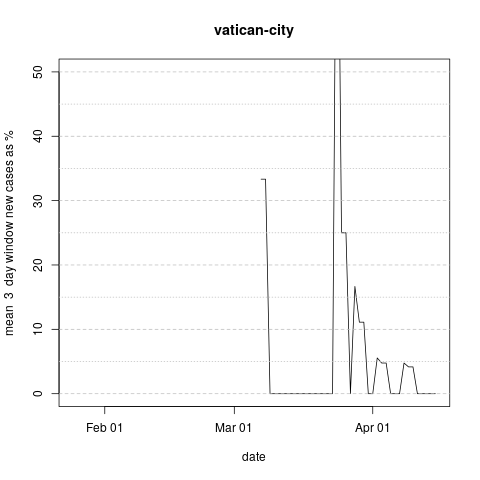 vatican-city
mean 3 day window new cases as %
50
40
30
20
10
0
Feb 01
Mar 01
Apr 01
date